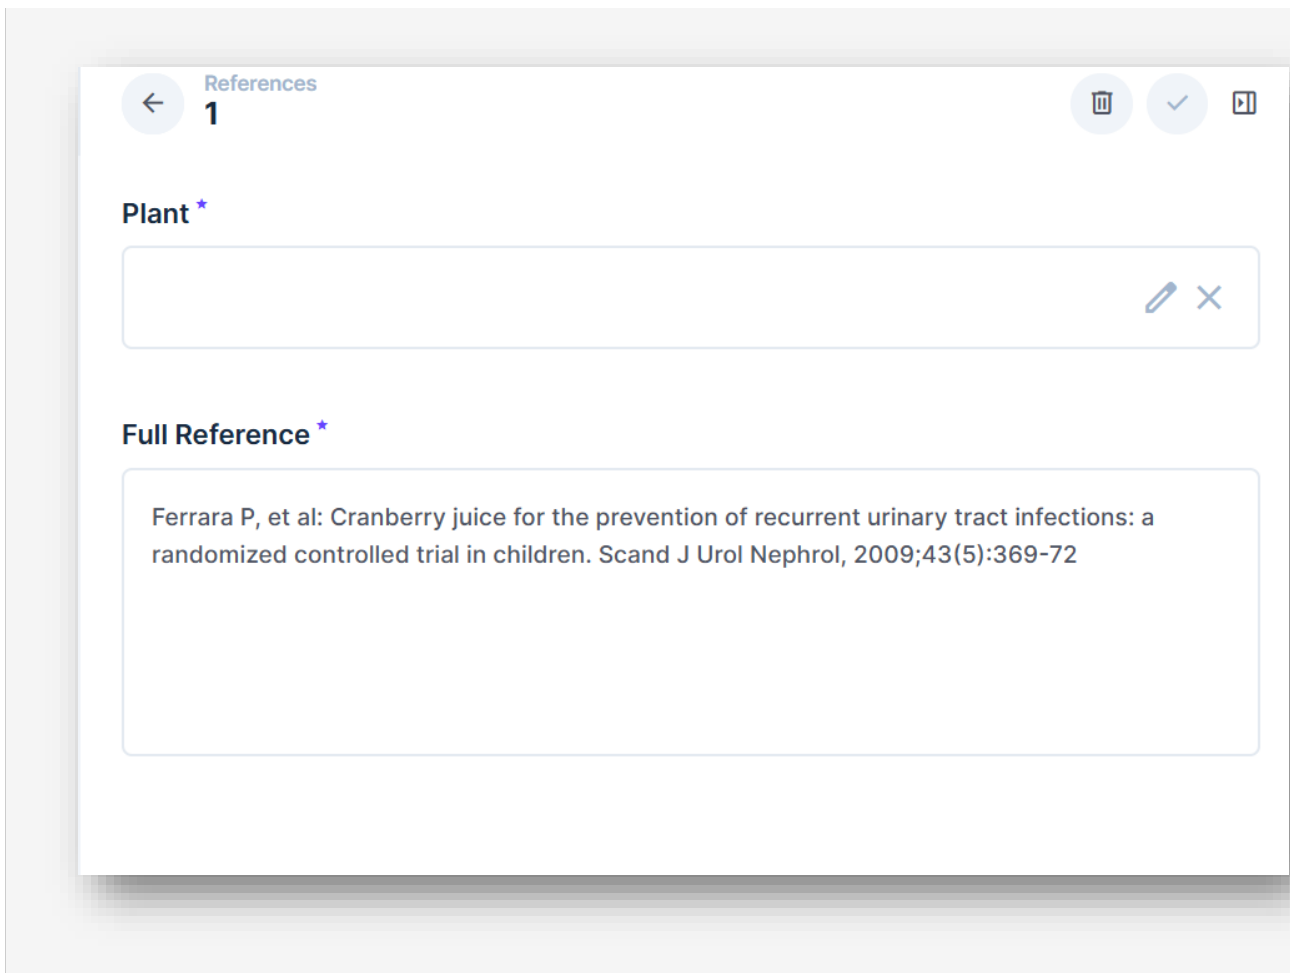 References
1
Plant *
Full Reference *
Ferrara P, et al: Cranberry juice for the prevention of recurrent urinary tract infections: a
randomized controlled trial in children. Scand J Urol Nephrol, 2009;43(5):369-72